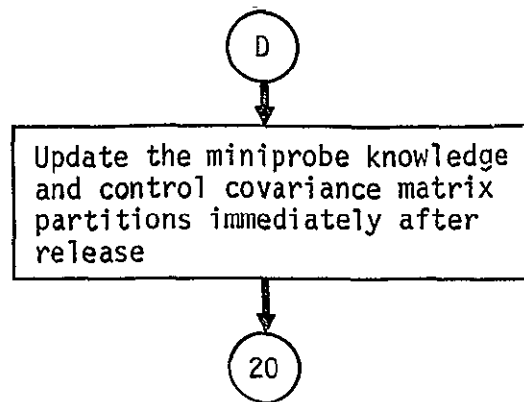 D
Update the miniprobe knowledge
and control covariance matrix
partitions immediately after
release
20